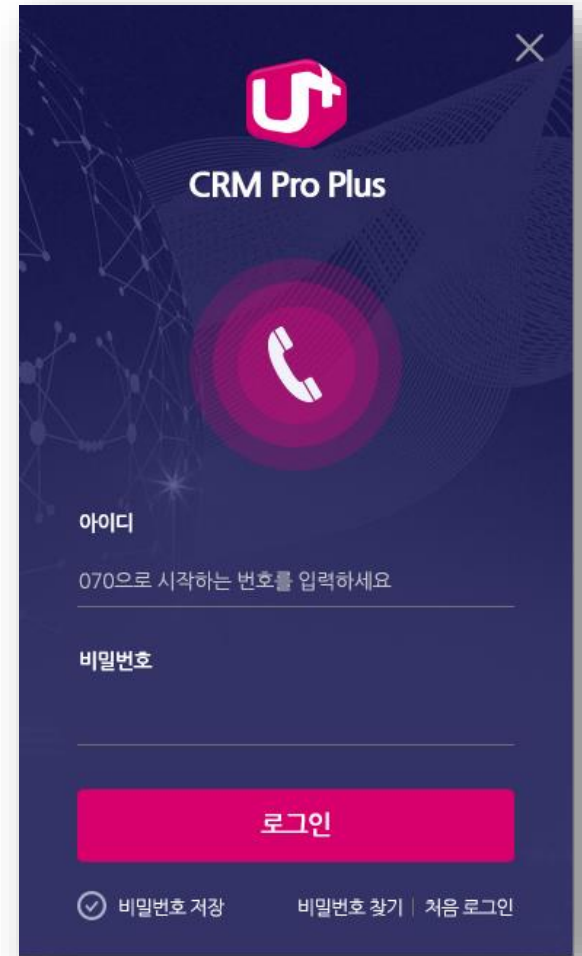 U+
CRM Pro Plus
아이디
070으로 시작하는 번호를 입력하세요
비밀번호
로그인
비밀번호 저장
비밀번호 찾기 | 처음 로그인